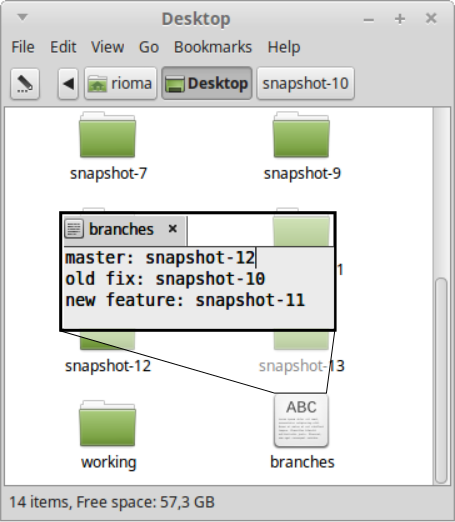 Desktop
File Edit View Go Bookmarks Help
rioma Desktop snapshot-10
snapshot-7 snapshot-9
branches
master: snapshot-12
old fix: snapshot-10
new feature: snapshot-11
1
snapshot-12 snapshot-13
ABC
working branches
14 items, Free space: 57,3 GB